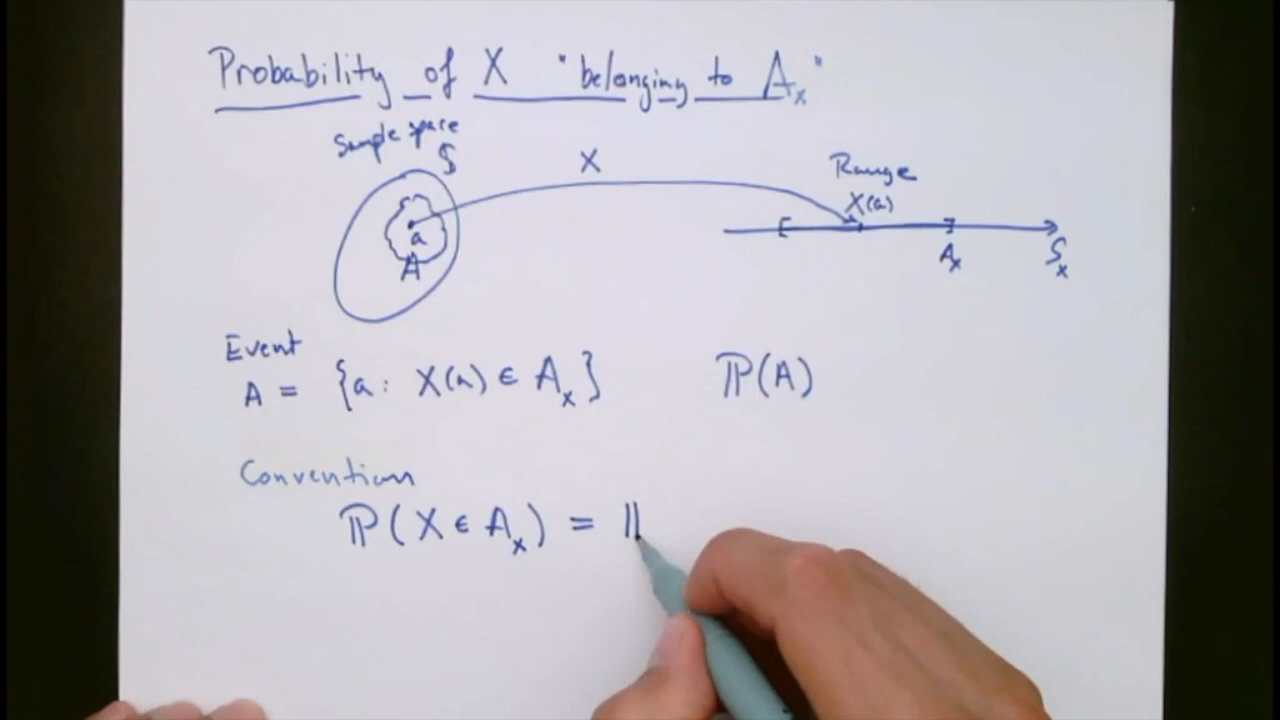 Probability of X "belonging to Aₓ"
Sample space
S
X
Range
X(a)
a
A
Aₓ
Sₓ
Event
A = {a: X(a) ∈ Aₓ}
ℙ(A)
Convention
ℙ(X ∈ Aₓ) = ||